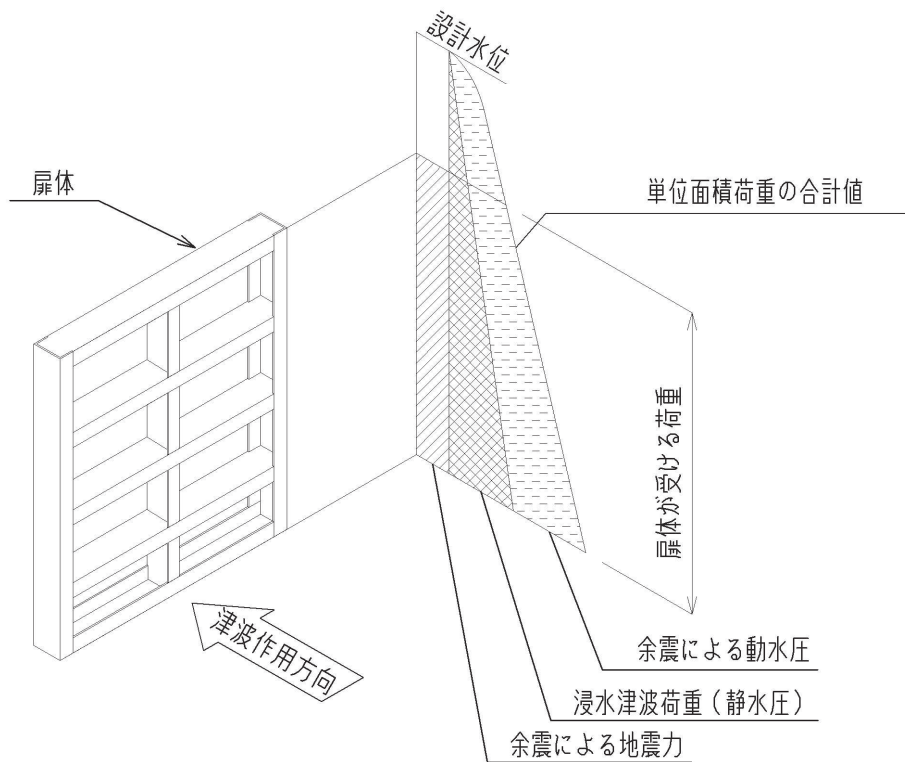 設計水位
扉体
単位面積荷重の合計値
扉体が受ける荷重
津波作用方向
余震による動水圧
浸水津波荷重(静水圧)
余震による地震力